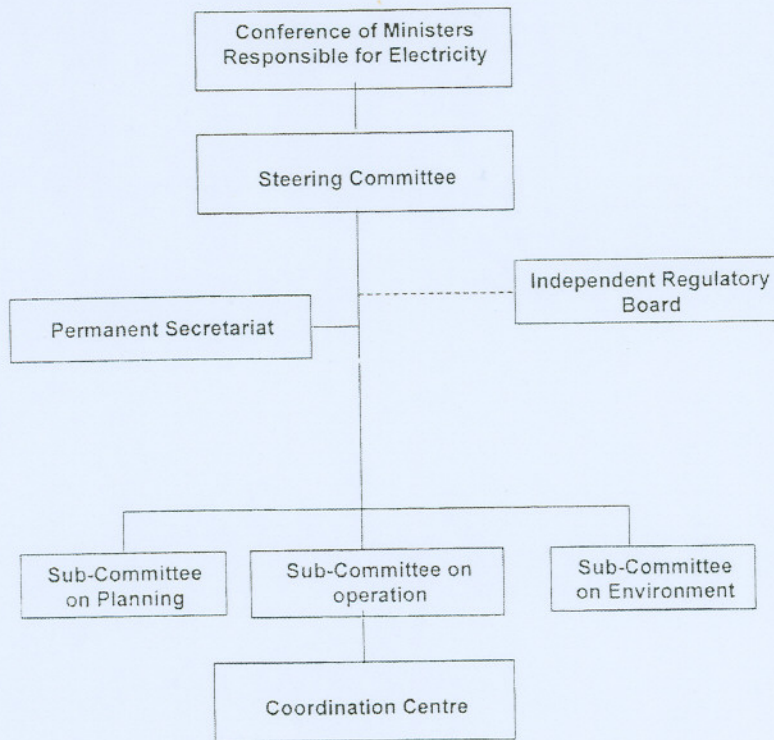 Conference of Ministers
Responsible for Electricity
Steering Committee
Independent Regulatory
Board
Permanent Secretariat
Sub-Committee
on Planning
Sub-Committee on
operation
Sub-Committee
on Environment
Coordination Centre